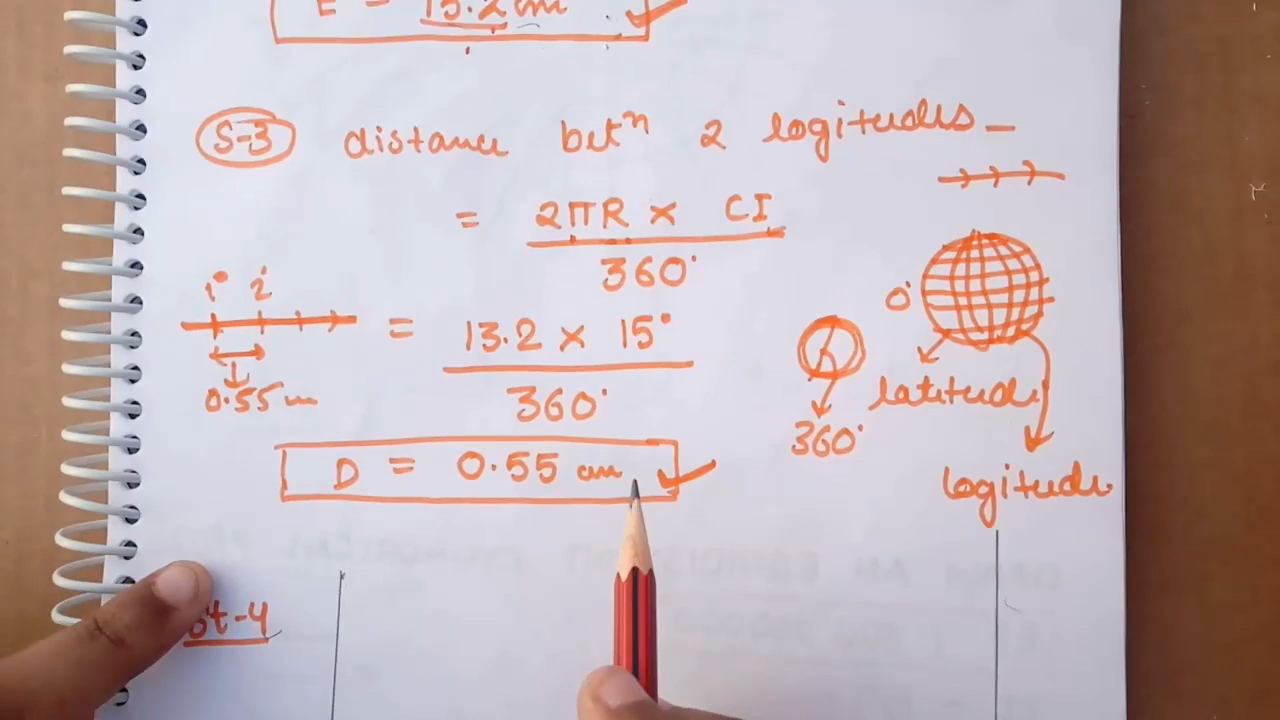 E = 13.2 cm
S-3 distance betⁿ 2 logitudes -
= 2πR × CI
360°
1° 2°
= 13.2 × 15°
360°
0.55 cm
D = 0.55 cm
0°
latitude
360°
logitude
St-4